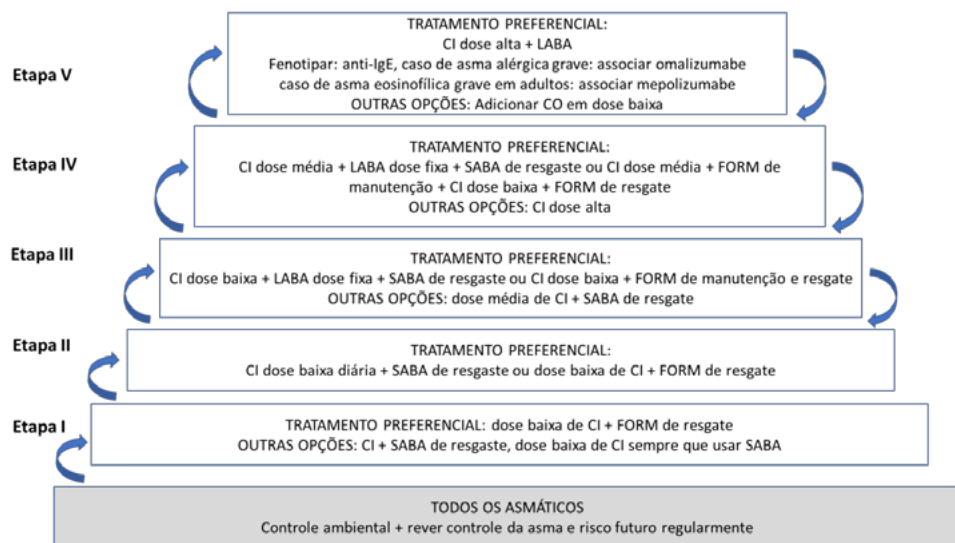 Etapa V
TRATAMENTO PREFERENCIAL:
CI dose alta + LABA
Fenotipar: anti-IgE, caso de asma alérgica grave: associar omalizumabe
caso de asma eosinofílica grave em adultos: associar mepolizumabe
OUTRAS OPÇÕES: Adicionar CO em dose baixa
Etapa IV
TRATAMENTO PREFERENCIAL:
CI dose média + LABA dose fixa + SABA de resgaste ou CI dose média + FORM de
manutenção + CI dose baixa + FORM de resgate
OUTRAS OPÇÕES: CI dose alta
Etapa III
TRATAMENTO PREFERENCIAL:
CI dose baixa + LABA dose fixa + SABA de resgaste ou CI dose baixa + FORM de manutenção e resgate
OUTRAS OPÇÕES: dose média de CI + SABA de resgate
Etapa II
TRATAMENTO PREFERENCIAL:
CI dose baixa diária + SABA de resgaste ou dose baixa de CI + FORM de resgate
Etapa I
TRATAMENTO PREFERENCIAL: dose baixa de CI + FORM de resgate
OUTRAS OPÇÕES: CI + SABA de resgaste, dose baixa de CI sempre que usar SABA
TODOS OS ASMÁTICOS
Controle ambiental + rever controle da asma e risco futuro regularmente